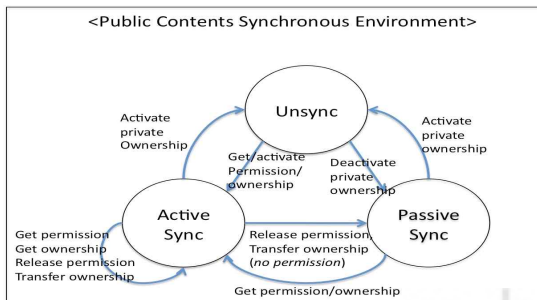 <Public Contents Synchronous Environment>
Unsync
Activate
private
Ownership
Activate
private
ownership
Get/activate
Permission/
ownership
Deactivate
private
ownership
Active
Sync
Passive
Sync
Get permission
Get ownership
Release permission
Transfer ownership
Release permission,
Transfer ownership
(no permission)
Get permission/ownership